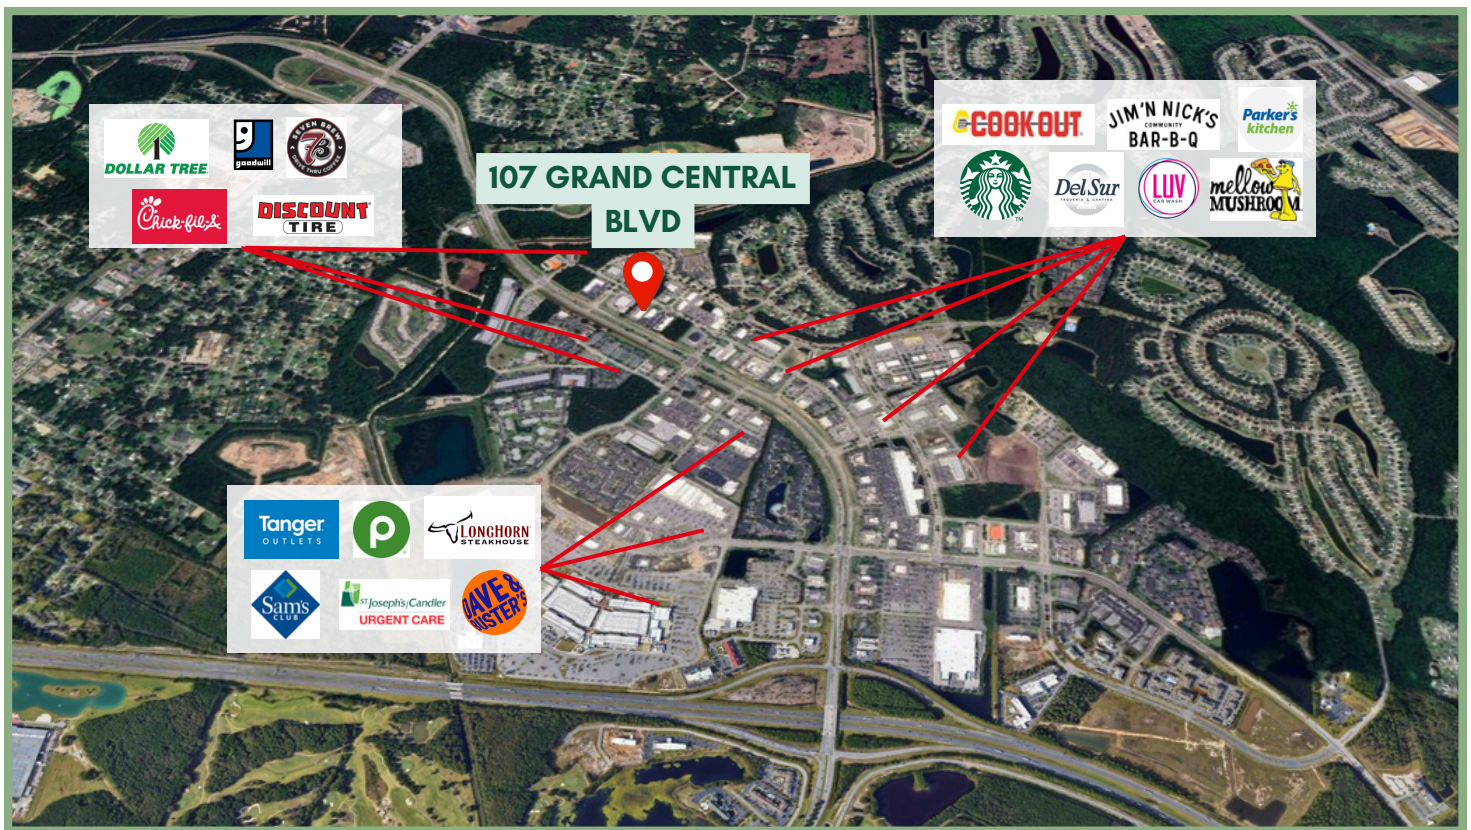 107 GRAND CENTRAL
BLVD
DOLLAR TREE
g
goodwill
SEVEN BREW
7B
DRIVE THRU COFFEE
Chick-fil-A
DISCOUNT
TIRE
COOK-OUT
JIM'N NICK'S
COMMUNITY
BAR-B-Q
Parker's
kitchen
TM
Del Sur
TAQUERIA & CANTINA
LUV
CAR WASH
mellow
MUSHROOM
Tanger
OUTLETS
p
LONGHORN
STEAKHOUSE
Sam's
CLUB
ST. Joseph's|Candler
URGENT CARE
DAVE &
BUSTER'S